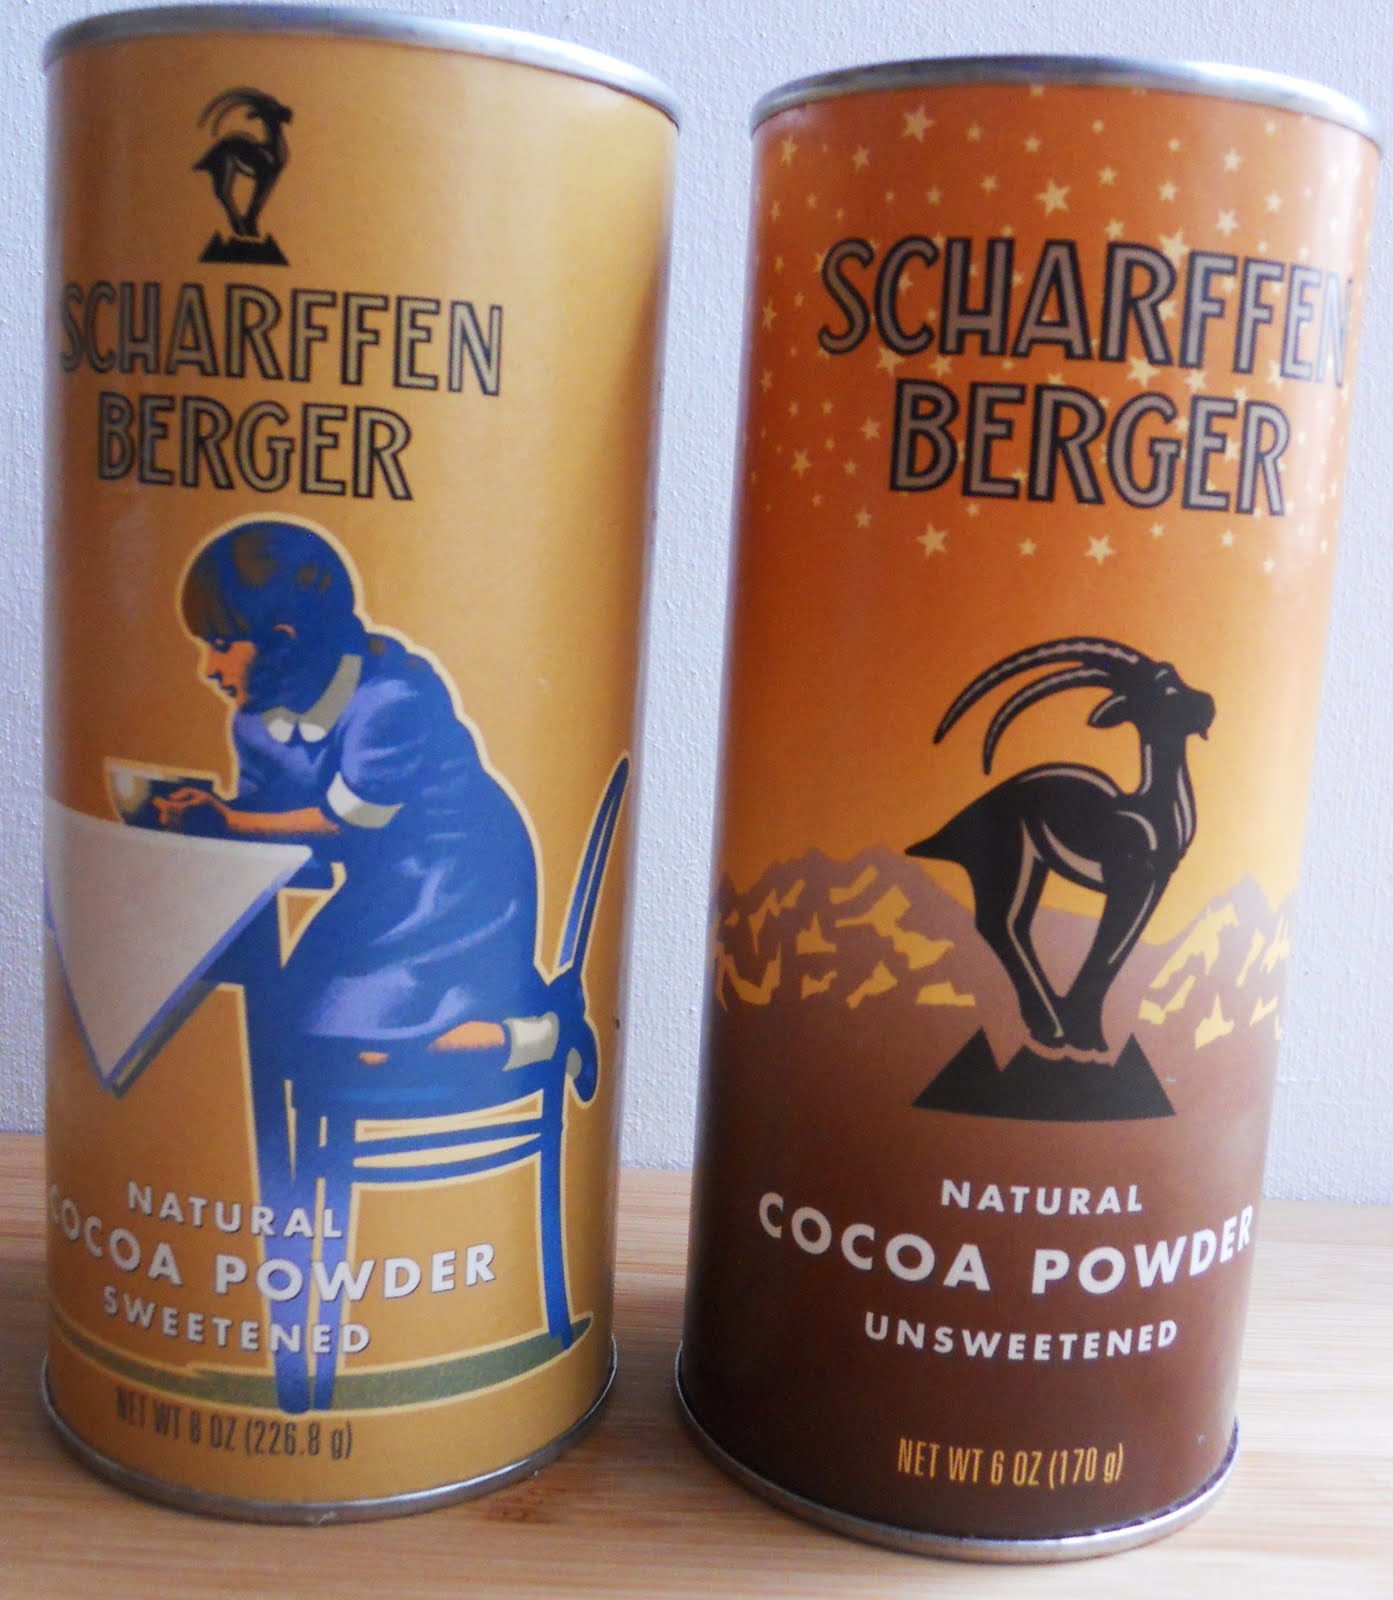 SCHARFFEN
BERGER
NATURAL
COCOA POWDER
SWEETENED
NET WT 8 OZ (226.8 g)
SCHARFFEN
BERGER
NATURAL
COCOA POWDER
UNSWEETENED
NET WT 6 OZ (170 g)